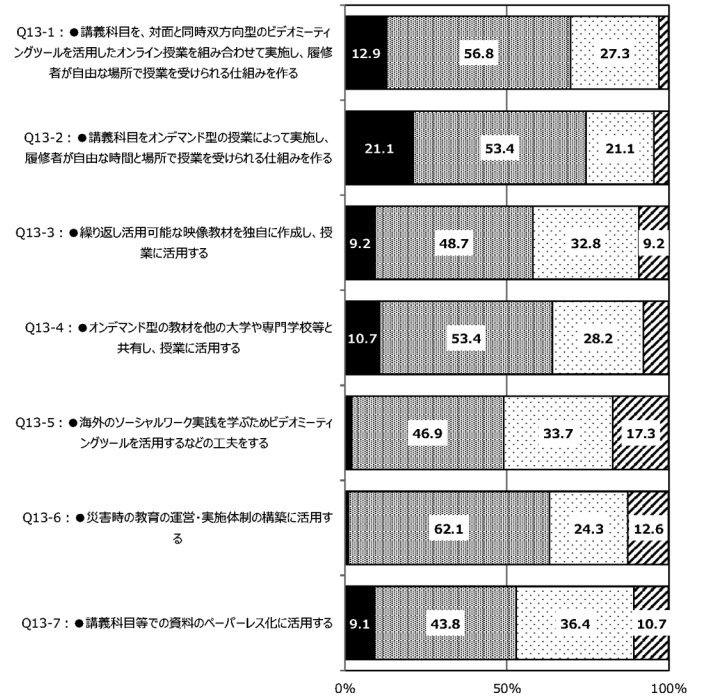 Q13-1：●講義科目を、対面と同時双方向型のビデオミーティ
ングツールを活用したオンライン授業を組み合わせて実施し、履修
者が自由な場所で授業を受けられる仕組みを作る
12.9 56.8 27.3
Q13-2：●講義科目をオンデマンド型の授業によって実施し、
履修者が自由な時間と場所で授業を受けられる仕組みを作る
21.1 53.4 21.1
Q13-3：●繰り返し活用可能な映像教材を独自に作成し、授
業に活用する
9.2 48.7 32.8 9.2
Q13-4：●オンデマンド型の教材を他の大学や専門学校等と
共有し、授業に活用する
10.7 53.4 28.2
Q13-5：●海外のソーシャルワーク実践を学ぶためビデオミーティ
ングツールを活用するなどの工夫をする
46.9 33.7 17.3
Q13-6：●災害時の教育の運営・実施体制の構築に活用す
る
62.1 24.3 12.6
Q13-7：●講義科目等での資料のペーパーレス化に活用する
9.1 43.8 36.4 10.7
0% 50% 100%